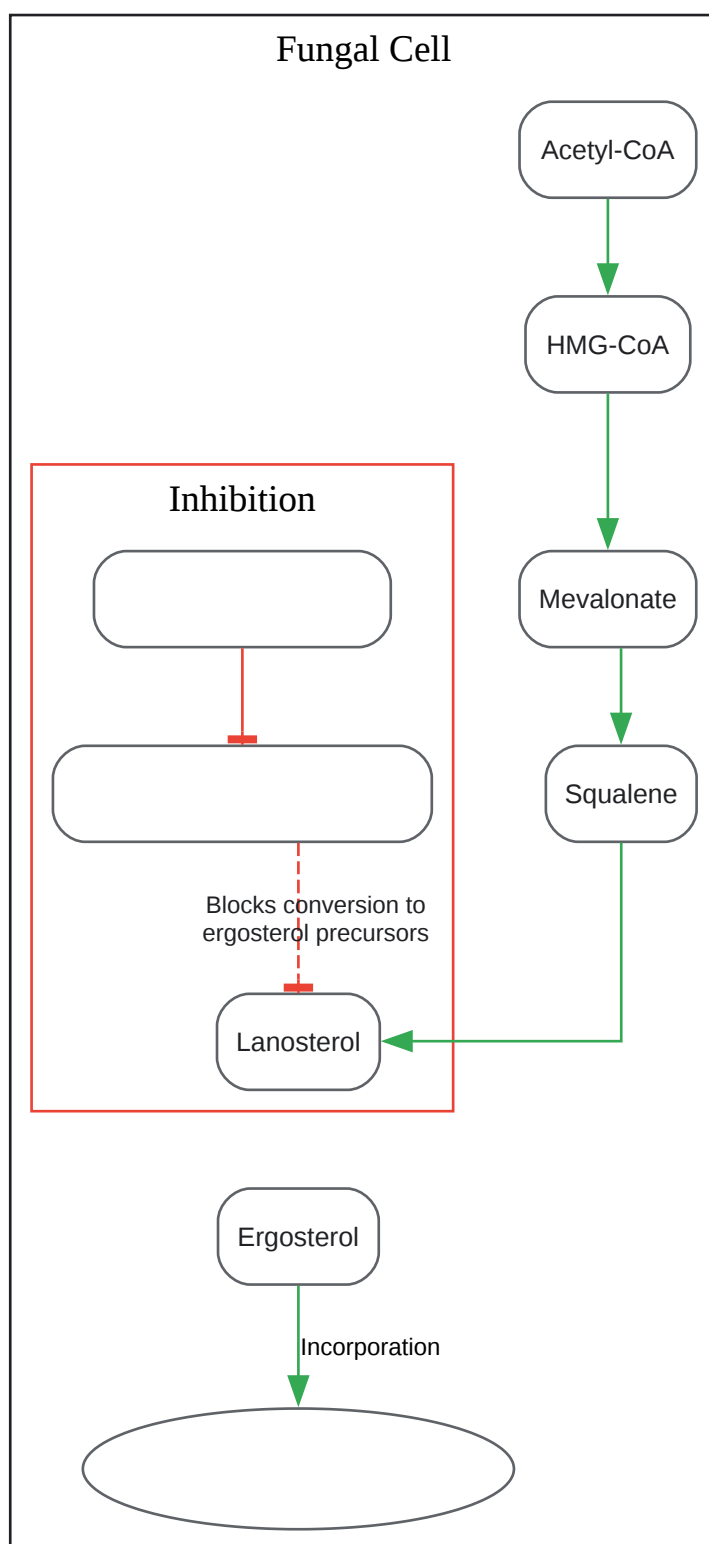 Fungal Cell
Acetyl-CoA
HMG-CoA
Inhibition
Mevalonate
Squalene
Blocks conversion to
ergosterol precursors
Lanosterol
Ergosterol
Incorporation